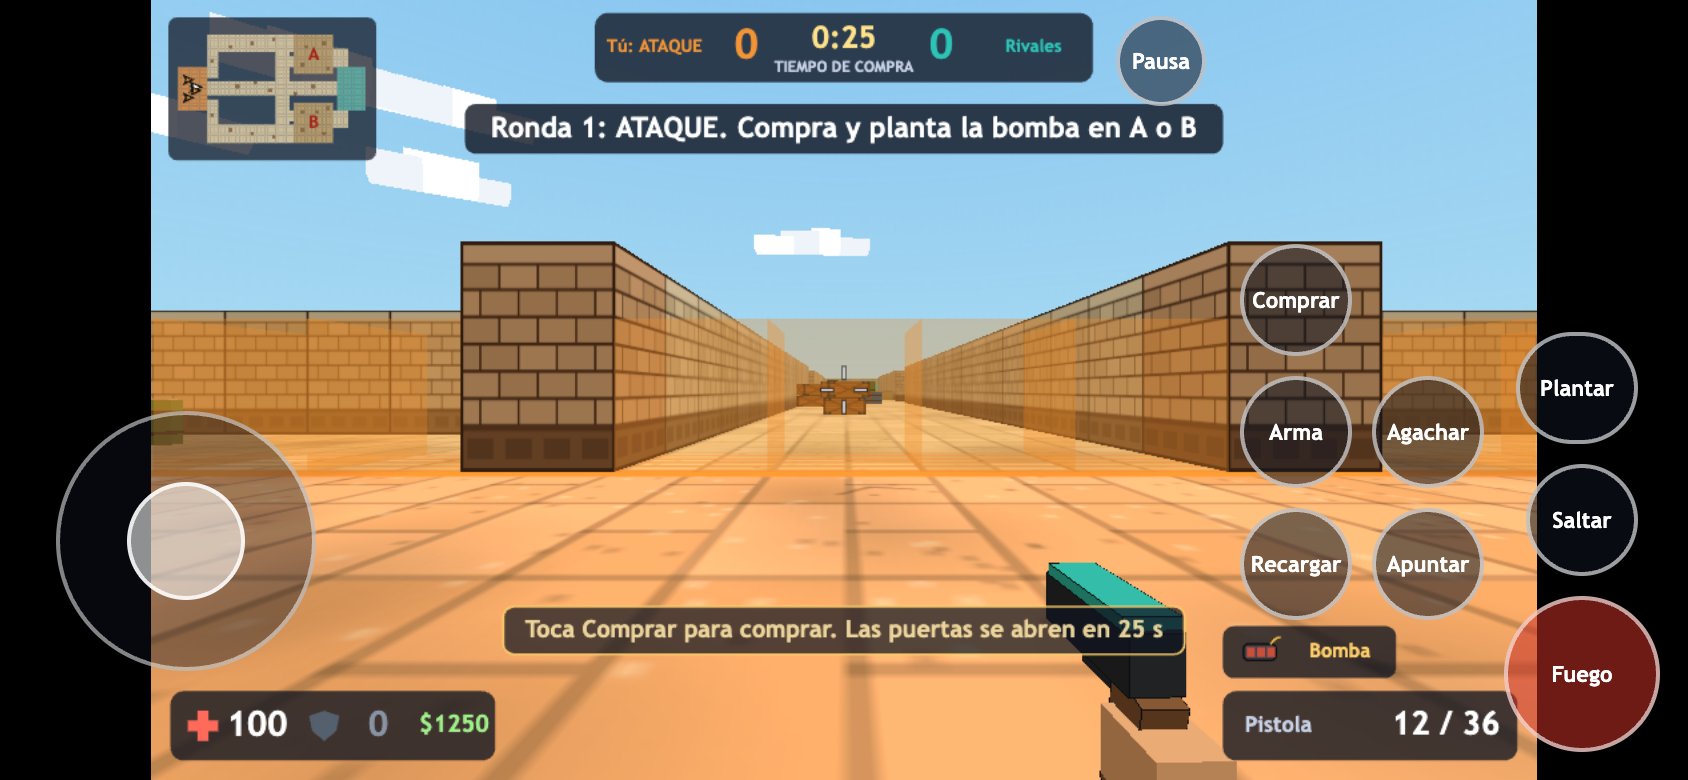 A
B
Tú: ATAQUE 0 0:25 0 Rivales
TIEMPO DE COMPRA
Pausa
Ronda 1: ATAQUE. Compra y planta la bomba en A o B
Comprar
Plantar
Arma
Agachar
Saltar
Recargar
Apuntar
Toca Comprar para comprar. Las puertas se abren en 25 s
Bomba
Fuego
100 0 $1250
Pistola 12 / 36